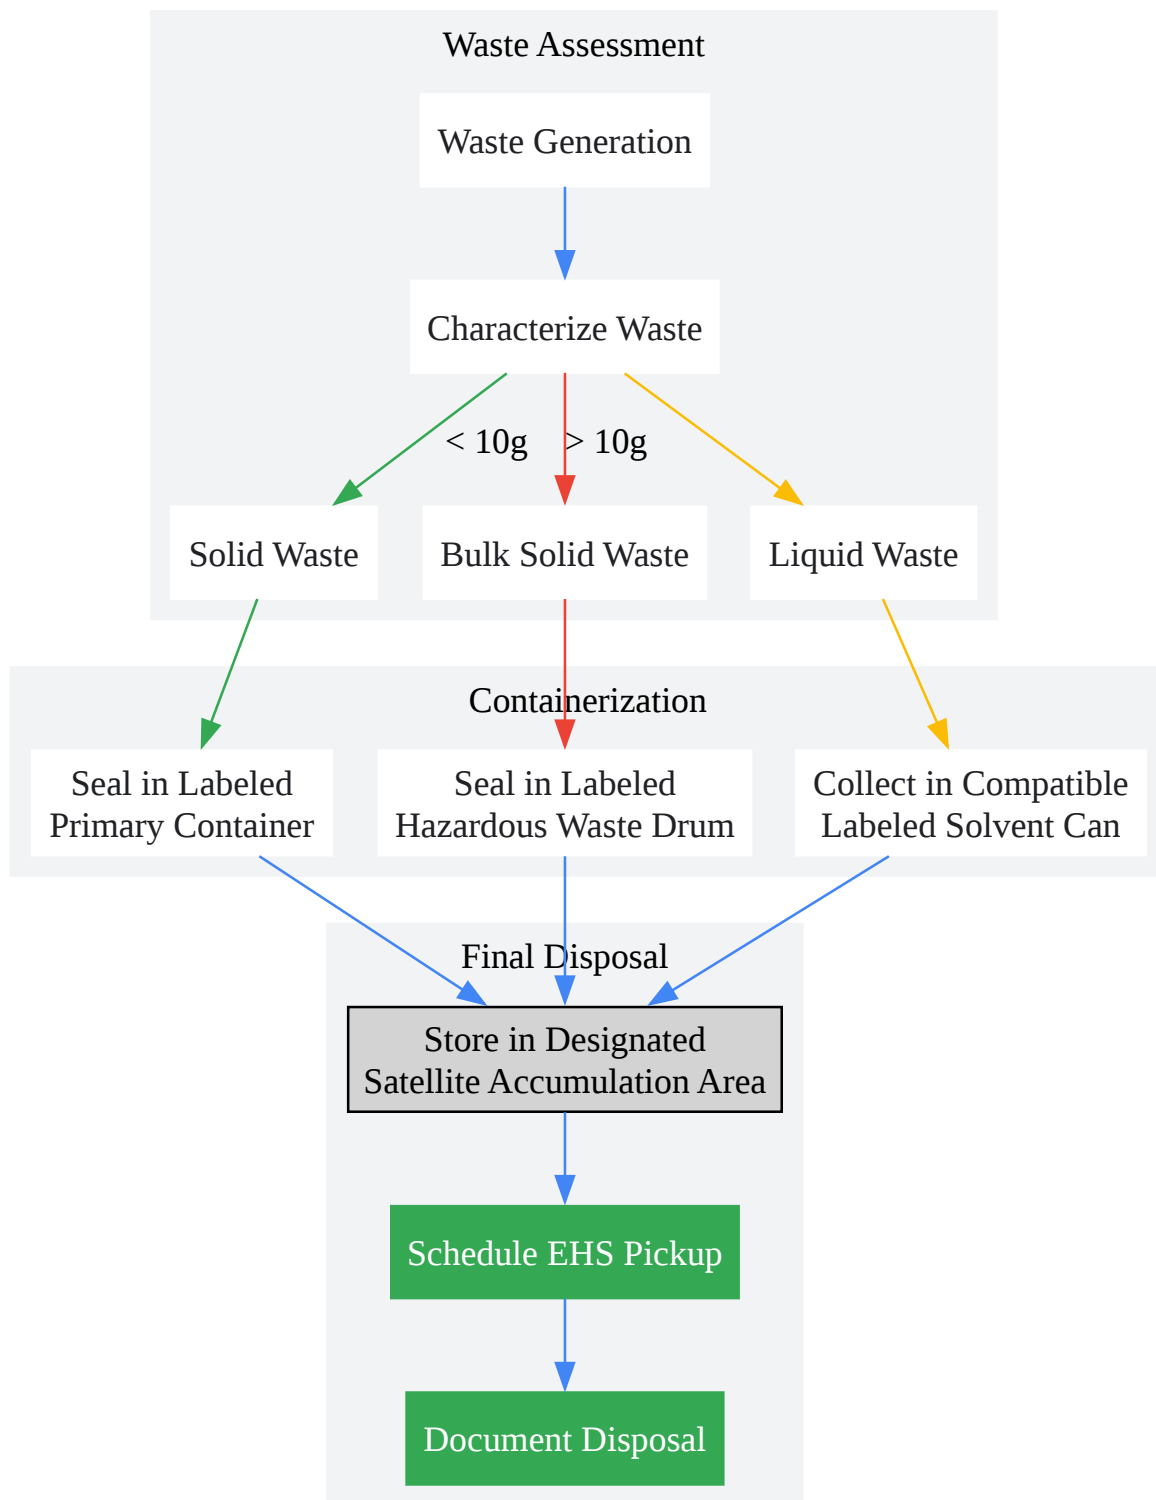 Waste Assessment
Waste Generation
Characterize Waste
< 10g
> 10g
Solid Waste
Bulk Solid Waste
Liquid Waste
Containerization
Seal in Labeled
Primary Container
Seal in Labeled
Hazardous Waste Drum
Collect in Compatible
Labeled Solvent Can
Final Disposal
Store in Designated
Satellite Accumulation Area
Schedule EHS Pickup
Document Disposal